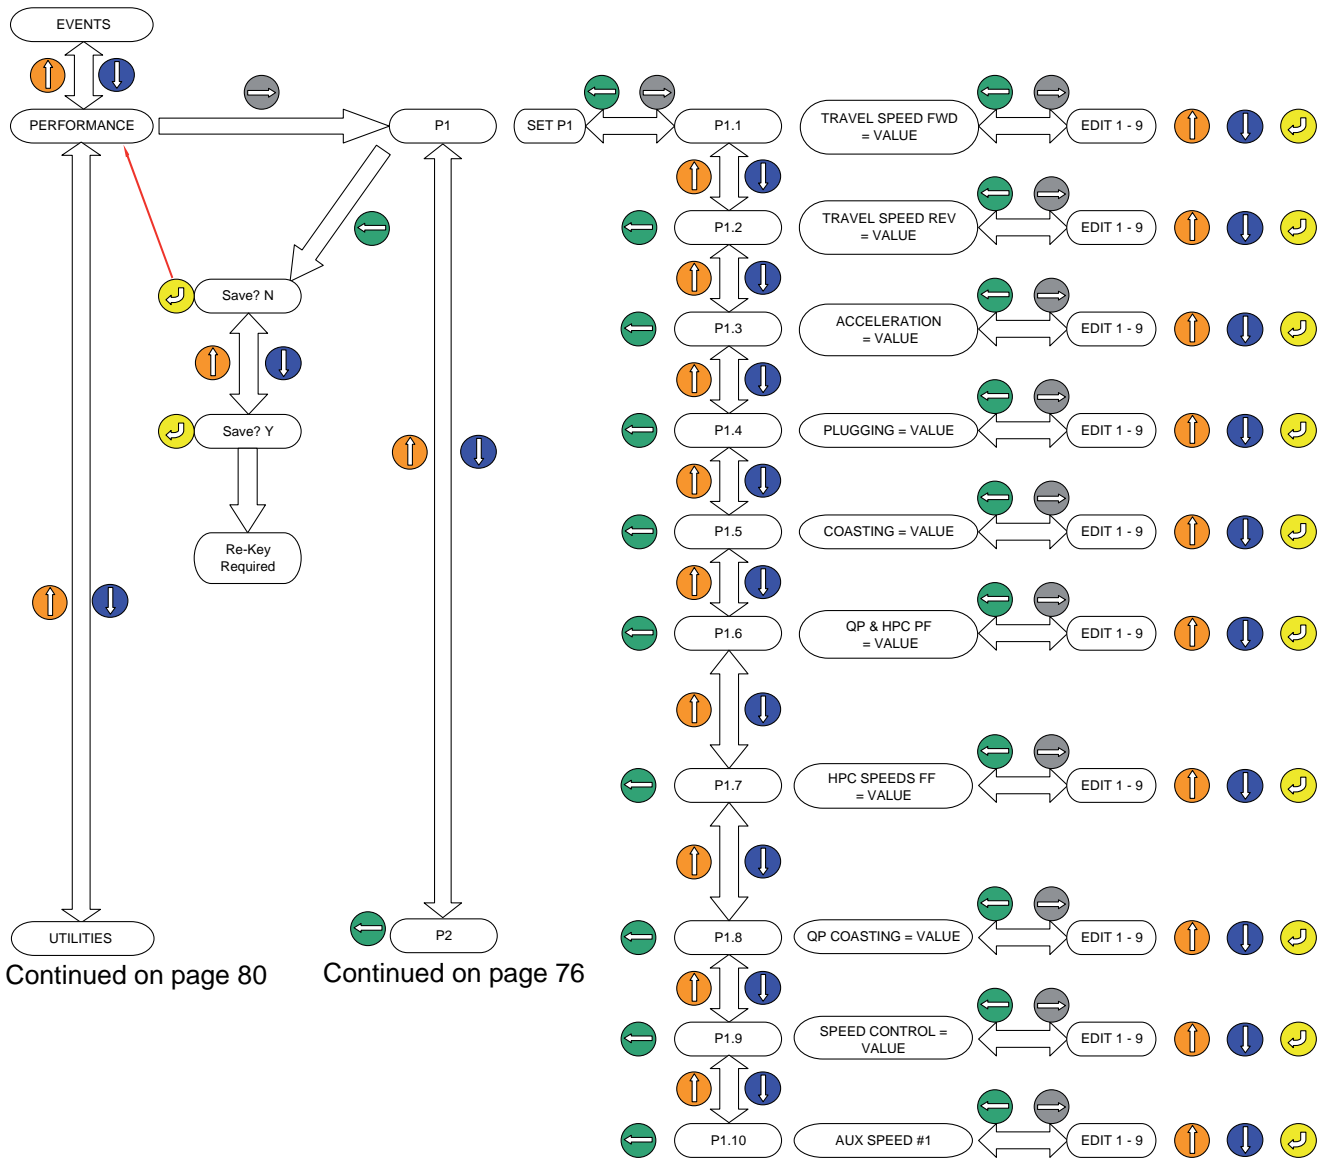 EVENTS
PERFORMANCE
P1
SET P1
P1.1
TRAVEL SPEED FWD
= VALUE
EDIT 1 - 9
P1.2
TRAVEL SPEED REV
= VALUE
EDIT 1 - 9
Save? N
P1.3
ACCELERATION
= VALUE
EDIT 1 - 9
Save? Y
P1.4
PLUGGING = VALUE
EDIT 1 - 9
Re-Key
Required
P1.5
COASTING = VALUE
EDIT 1 - 9
P1.6
QP & HPC PF
= VALUE
EDIT 1 - 9
P1.7
HPC SPEEDS FF
= VALUE
EDIT 1 - 9
UTILITIES
Continued on page 80
P2
Continued on page 76
P1.8
QP COASTING = VALUE
EDIT 1 - 9
P1.9
SPEED CONTROL =
VALUE
EDIT 1 - 9
P1.10
AUX SPEED #1
EDIT 1 - 9